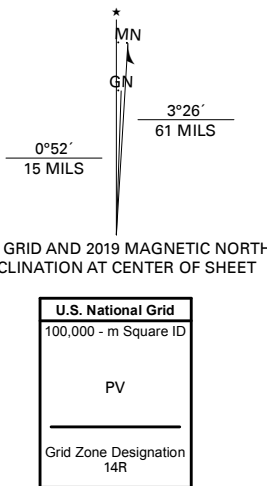 ★
MN
GN
3°26´
61 MILS
0°52´
15 MILS
GRID AND 2019 MAGNETIC NORTH
CLINATION AT CENTER OF SHEET
U.S. National Grid
100,000 - m Square ID
PV
Grid Zone Designation
14R